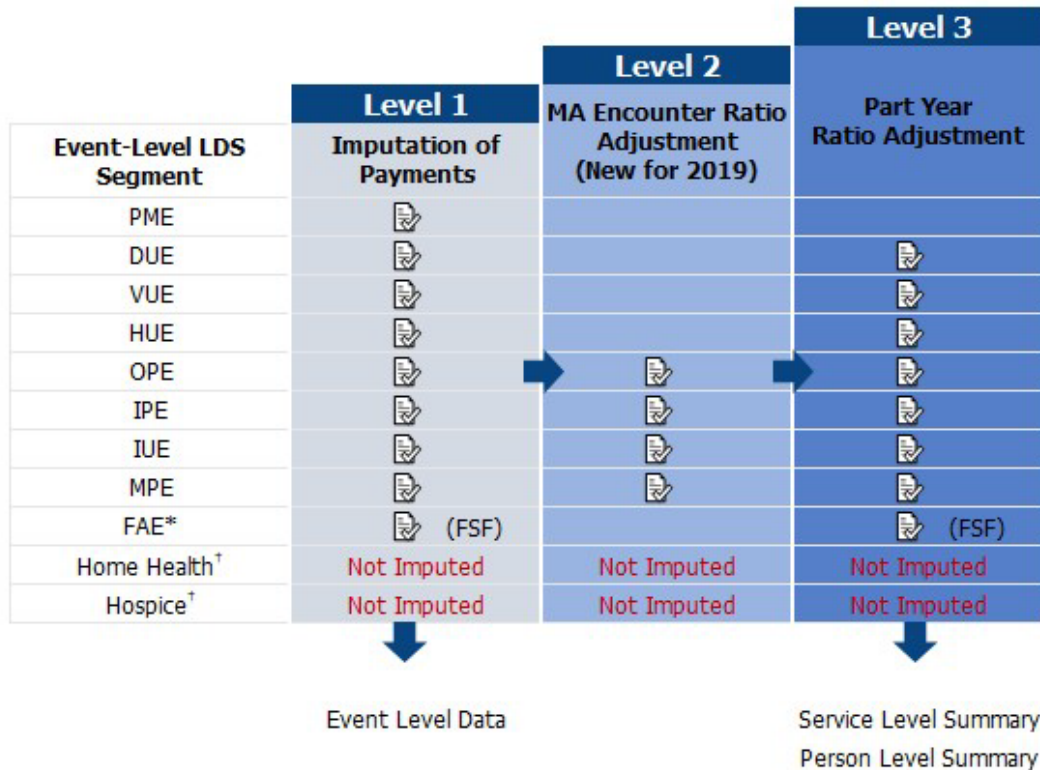 Level 3
Level 2
Level 1
Part Year
Ratio Adjustment
MA Encounter Ratio
Adjustment
(New for 2019)
Event-Level LDS
Segment
Imputation of
Payments
PME
DUE
VUE
HUE
OPE
IPE
IUE
MPE
FAE* (FSF) (FSF)
Home Health† Not Imputed Not Imputed Not Imputed
Hospice† Not Imputed Not Imputed Not Imputed
Event Level Data Service Level Summary
Person Level Summary